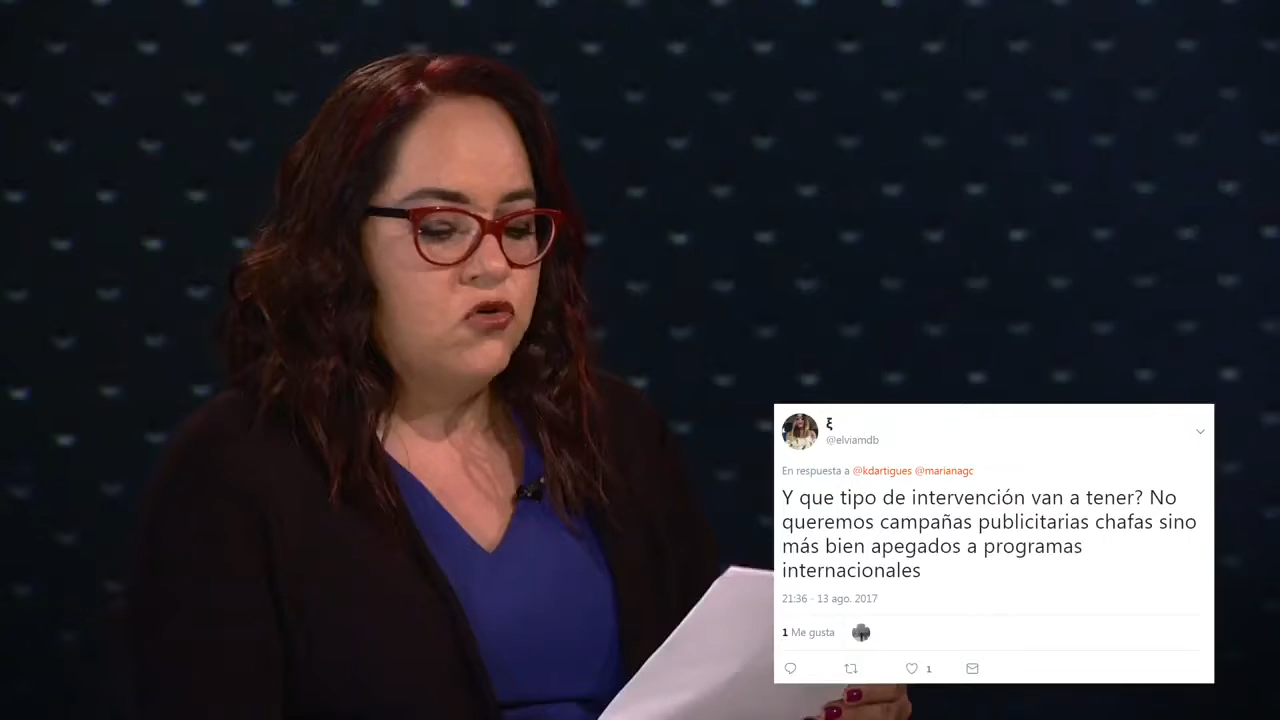 ξ
@elviamdb
En respuesta a @kdartigues @marianagc
Y que tipo de intervención van a tener? No
queremos campañas publicitarias chafas sino
más bien apegados a programas
internacionales
21:36 - 13 ago. 2017
1 Me gusta
1